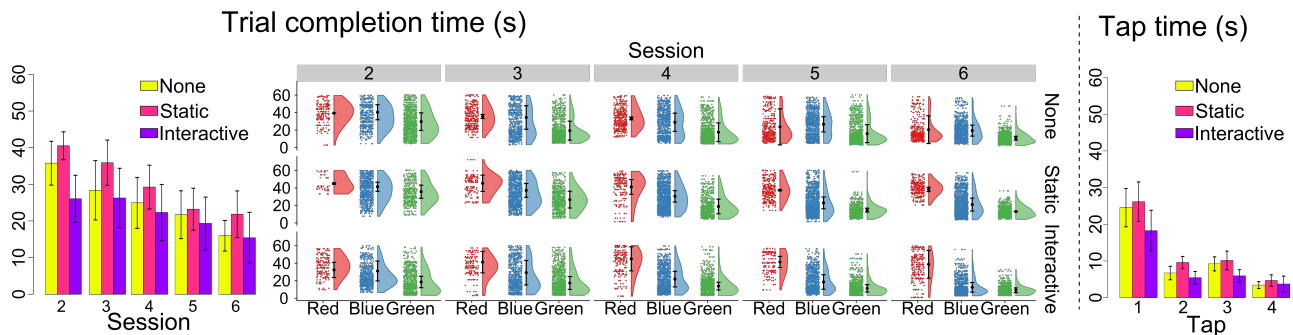 Trial completion time (s)
Tap time (s)
60
50
40
30
20
10
0
None
Static
Interactive
2 3 4 5 6
Session
Session
2 3 4 5 6
60
40
20
0
None
60
40
20
0
Static
60
40
20
0
Interactive
Red Blue Green Red Blue Green Red Blue Green Red Blue Green Red Blue Green
60
50
40
30
20
10
0
None
Static
Interactive
1 2 3 4
Tap